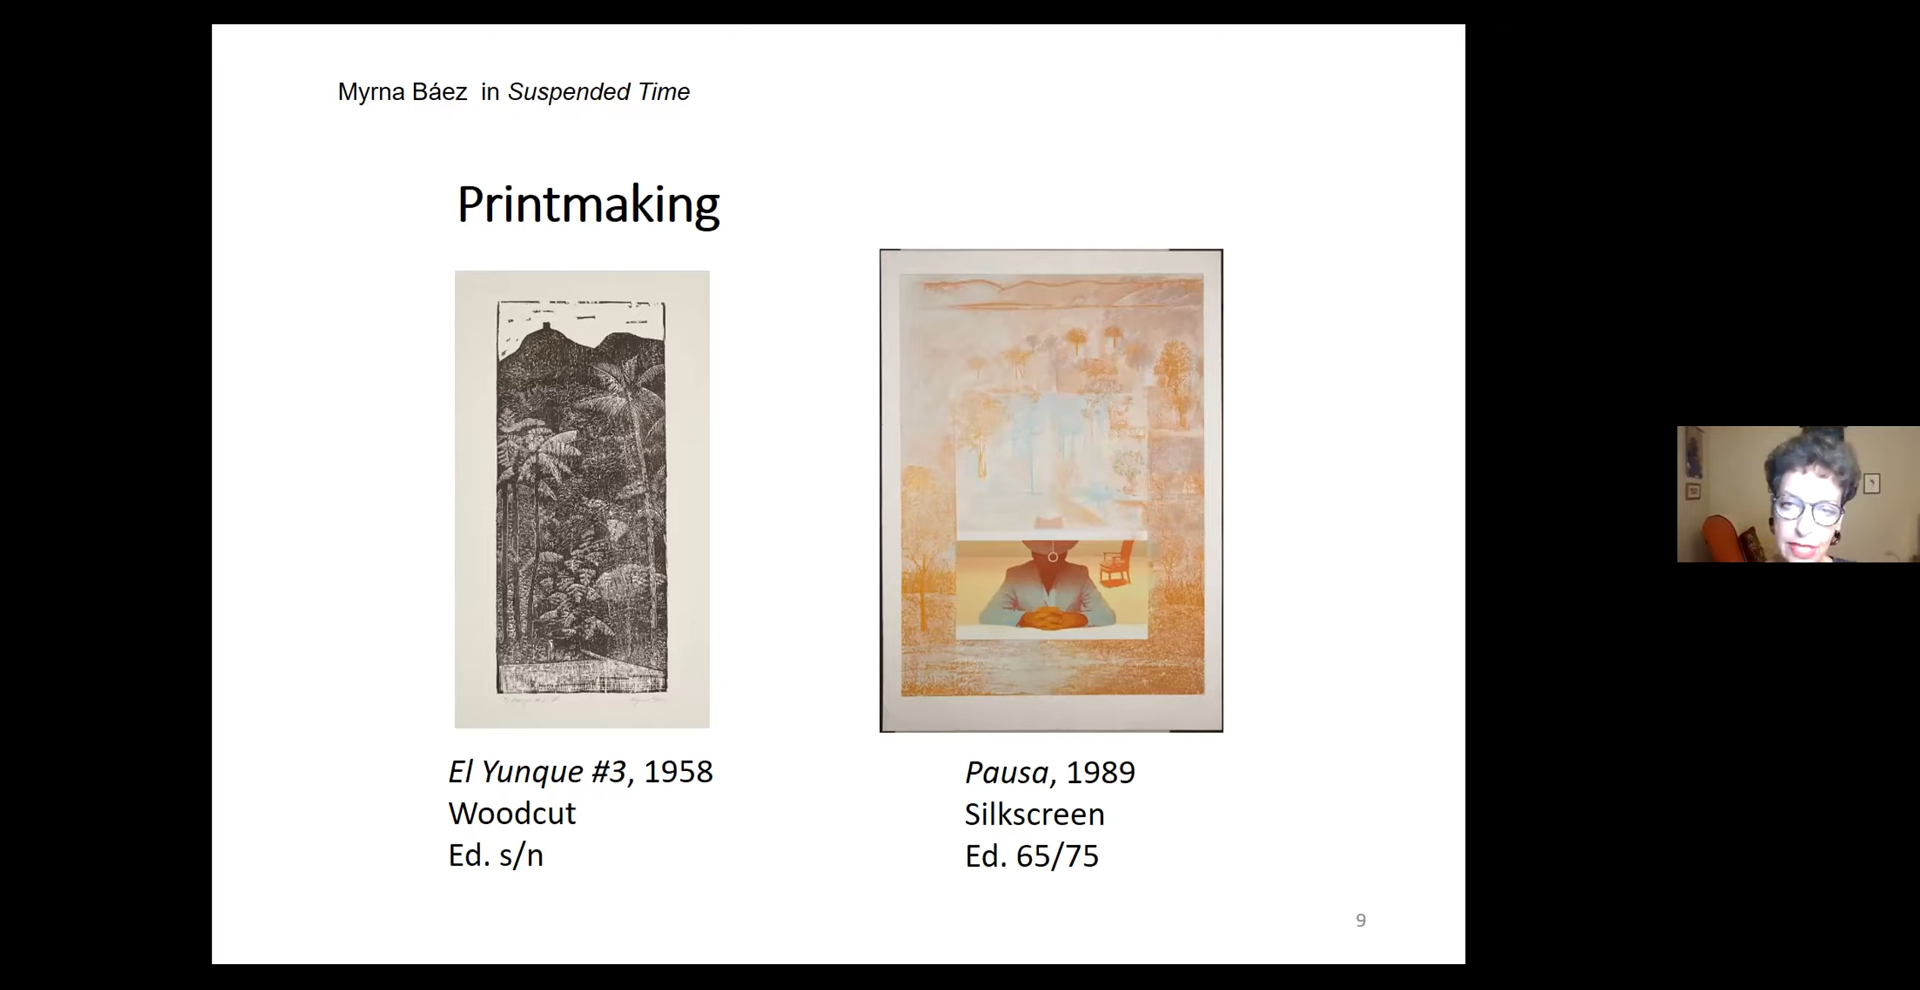 Myrna Báez in Suspended Time
Printmaking
El Yunque #3, 1958
Woodcut
Ed. s/n
Pausa, 1989
Silkscreen
Ed. 65/75
9